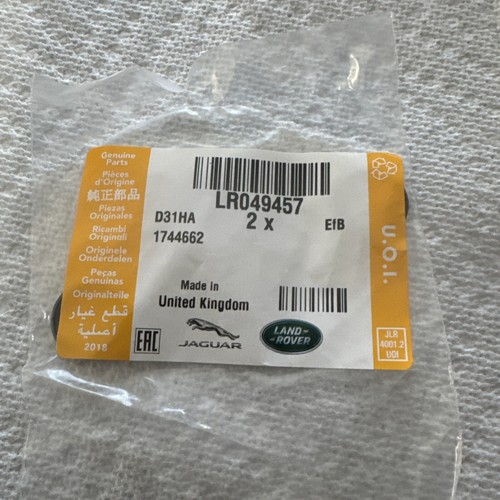 Genuine
Parts
Pièces
d'Origine
純正部品
Piezas
Originales
Ricambi
Originali
Originele
Onderdelen
Peças
Genuinas
Originalteile
قطع غيار
أصلية
2018
LR049457
D31HA
2 x
EfB
1744662
Made in
United Kingdom
EAC
JAGUAR
LAND-
-ROVER
u.o.i.
JLR
4001.2
UOI